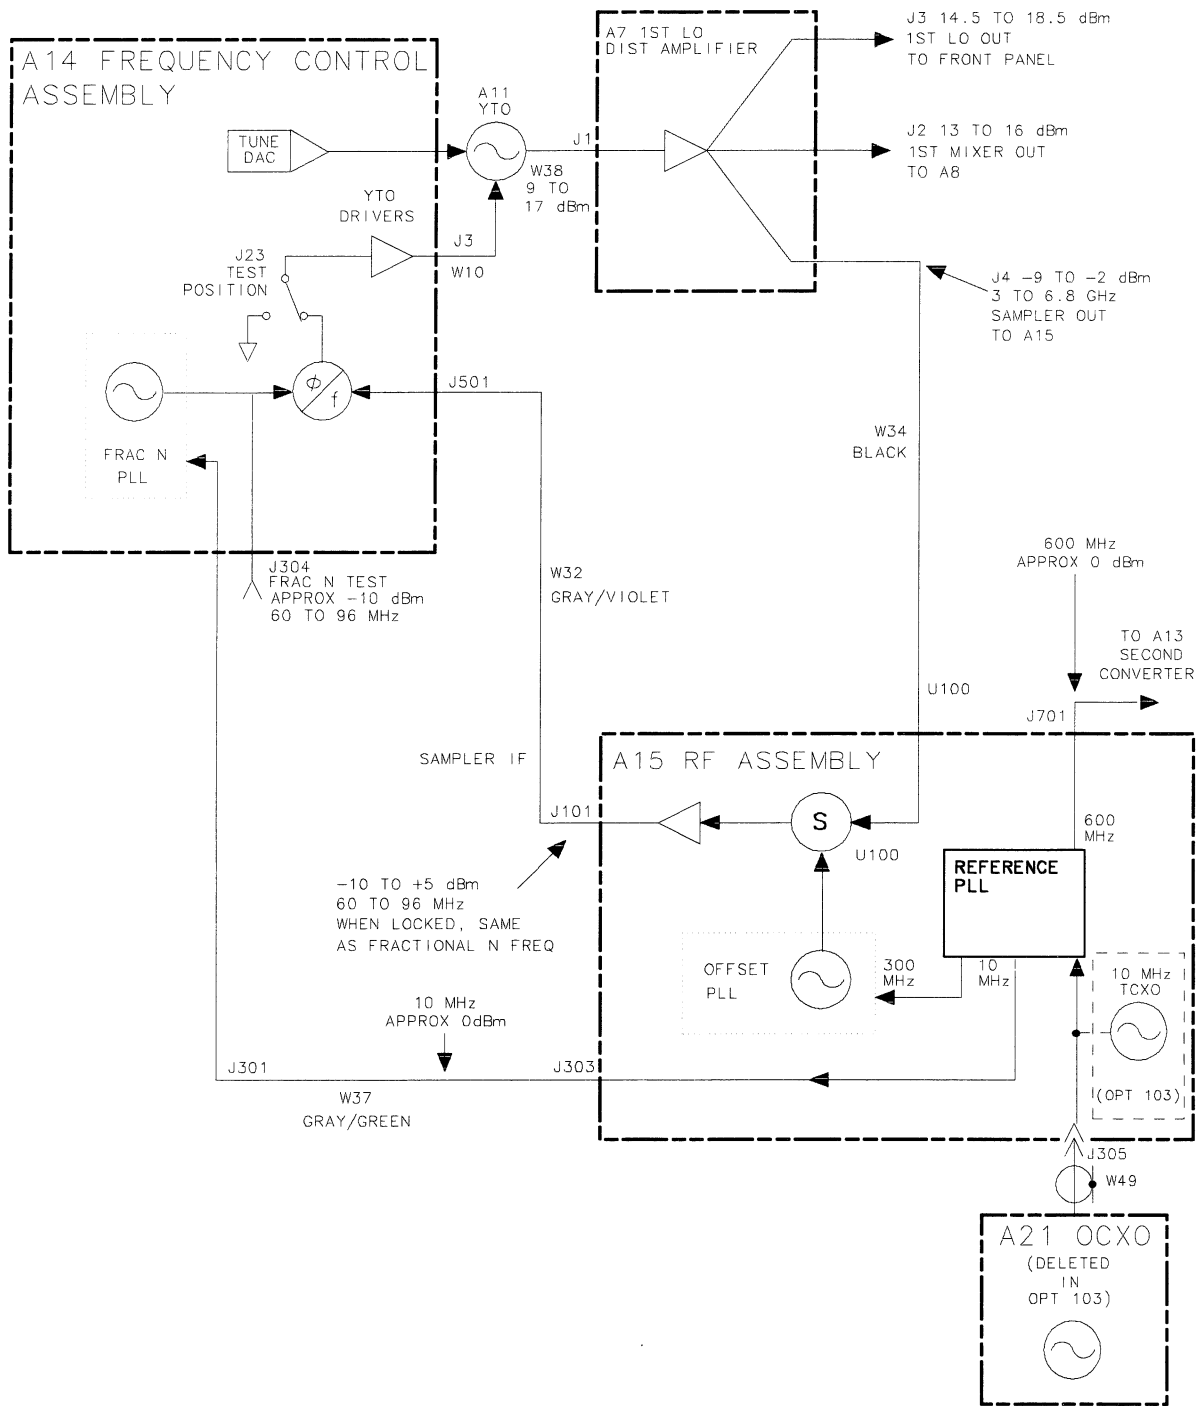 A14 FREQUENCY CONTROL
ASSEMBLY
TUNE
DAC
A11
YTO
J1
W38
9 TO
17 dBm
A7 1ST LO
DIST AMPLIFIER
J3 14.5 TO 18.5 dBm
1ST LO OUT
TO FRONT PANEL
J2 13 TO 16 dBm
1ST MIXER OUT
TO A8
J4 -9 TO -2 dBm
3 TO 6.8 GHz
SAMPLER OUT
TO A15
YTO
DRIVERS
J3
W10
J23
TEST
POSITION
ϕ
f
FRAC N
PLL
J501
J304
FRAC N TEST
APPROX -10 dBm
60 TO 96 MHz
W32
GRAY/VIOLET
W34
BLACK
600 MHz
APPROX 0 dBm
TO A13
SECOND
CONVERTER
U100
J701
SAMPLER IF
A15 RF ASSEMBLY
J101
S
U100
600
MHz
REFERENCE
PLL
-10 TO +5 dBm
60 TO 96 MHz
WHEN LOCKED, SAME
AS FRACTIONAL N FREQ
OFFSET
PLL
300
MHz
10
MHz
10 MHz
TCXO
(OPT 103)
10 MHz
APPROX 0dBm
J301
J303
W37
GRAY/GREEN
J305
W49
A21 OCXO
(DELETED
IN
OPT 103)